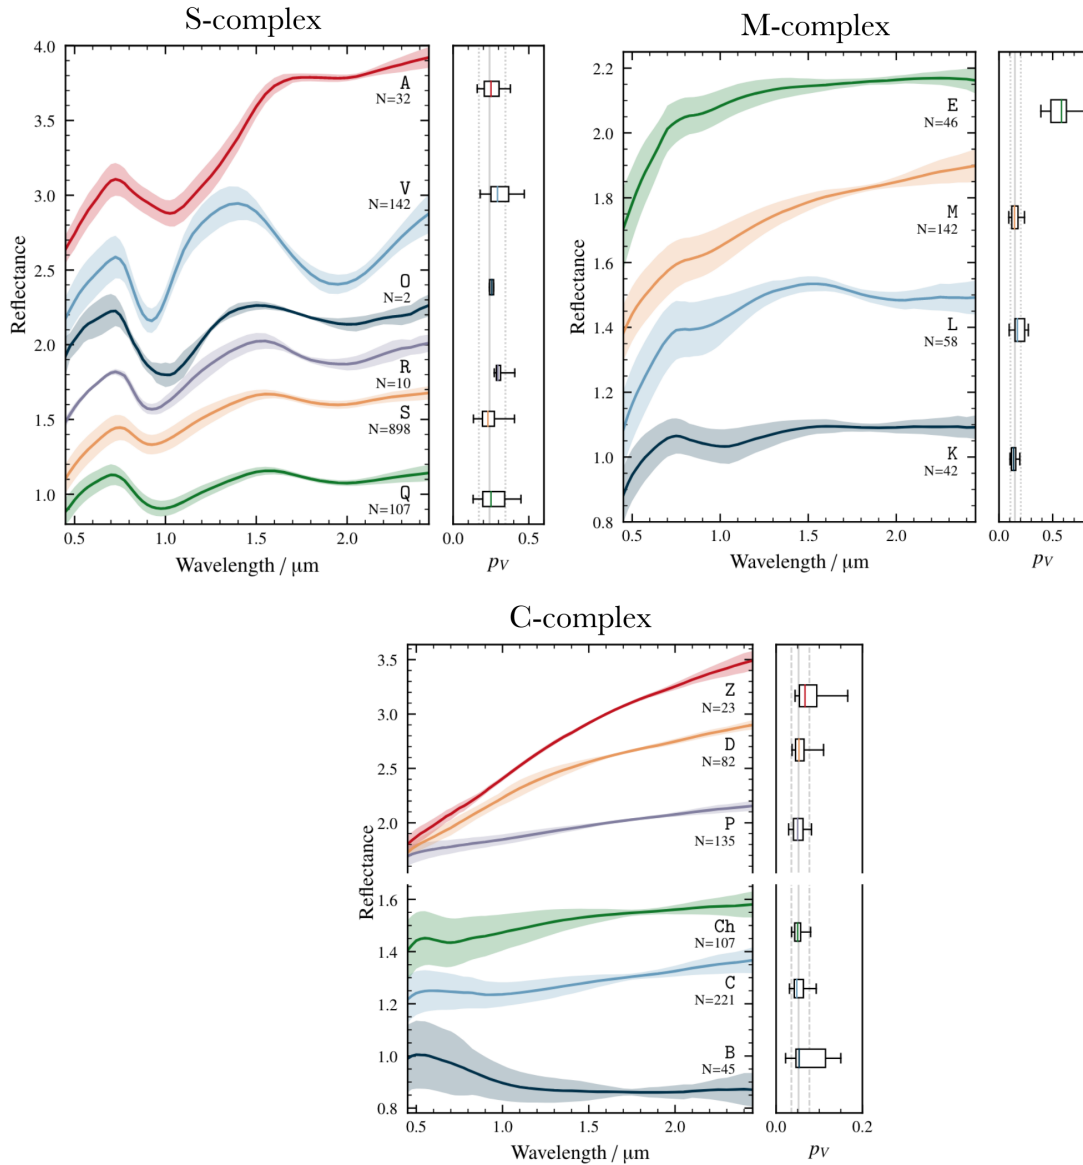 S-complex
4.0
3.5
3.0
2.5
2.0
1.5
1.0
Reflectance
A
N=32
V
N=142
O
N=2
R
N=10
S
N=898
Q
N=107
0.5
1.0
1.5
2.0
Wavelength / μm
0.0
0.5
pV
M-complex
2.2
2.0
1.8
1.6
1.4
1.2
1.0
0.8
Reflectance
E
N=46
M
N=142
L
N=58
K
N=42
0.5
1.0
1.5
2.0
Wavelength / μm
0.0
0.5
pV
C-complex
3.5
3.0
2.5
2.0
1.6
1.4
1.2
1.0
0.8
Reflectance
Z
N=23
D
N=82
P
N=135
Ch
N=107
C
N=221
B
N=45
0.5
1.0
1.5
2.0
Wavelength / μm
0.0
0.2
pV